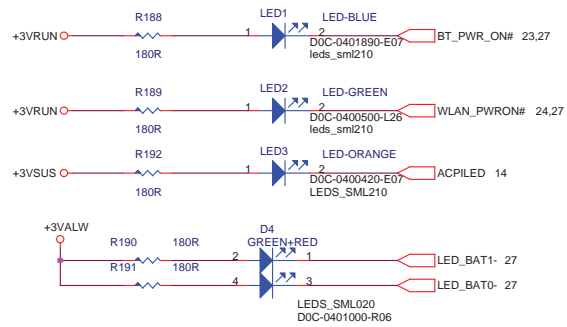 R188 LED1 LED-BLUE
+3VRUN 1 2 BT_PWR_ON# 23,27
180R D0C-0401890-E07
leds_sml210
R189 LED2 LED-GREEN
+3VRUN 1 2 WLAN_PWRON# 24,27
180R D0C-0400500-L26
leds_sml210
R192 LED3 LED-ORANGE
+3VSUS 1 2 ACPILED 14
180R D0C-0400420-E07
LEDS_SML210
+3VALW D4
R190 180R GREEN+RED
2 1 LED_BAT1- 27
R191 180R
4 3 LED_BAT0- 27
LEDS_SML020
D0C-0401000-R06